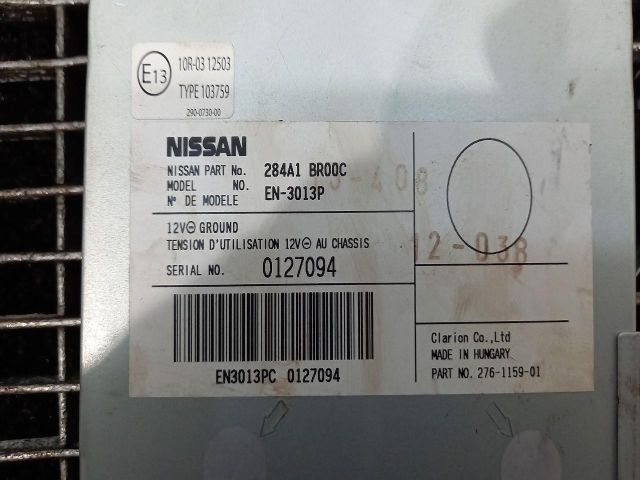 E13
10R-03 12503
TYPE 103759
290-0730-00
NISSAN
NISSAN PART No. 284A1 BR00C
MODEL NO. EN-3013P
N° DE MODELE
12V⊖ GROUND
TENSION D'UTILISATION 12V⊖ AU CHASSIS
SERIAL NO. 0127094
EN3013PC 0127094
12-03B
Clarion Co.,Ltd
MADE IN HUNGARY
PART NO. 276-1159-01